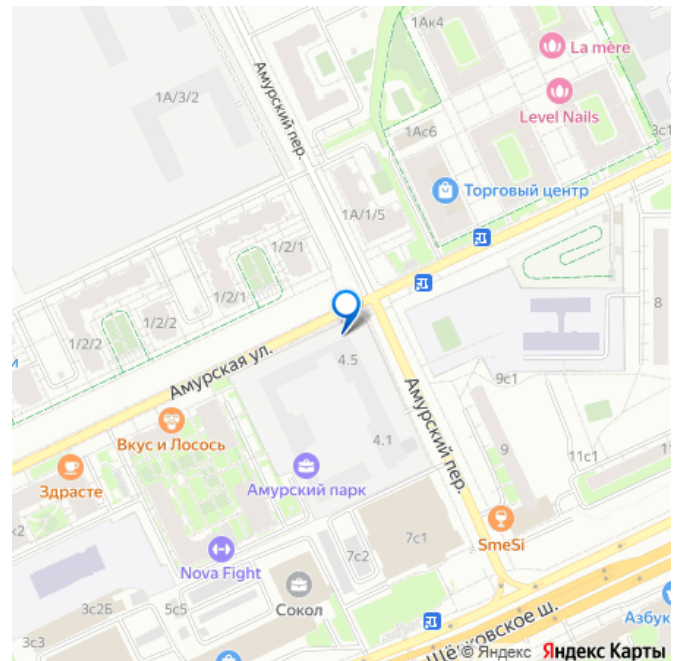 1Ак4
La mere
Амурский пер.
1А/3/2
Level Nails
1Ас6
3с1
Торговый центр
1А/1/5
1/2/1
1/2/1
1/2/2
8
1/2/2
и
4.5
Амурская ул.
9с1
Амурский пер.
Вкус и Лосось
4.1
9
11с1
Здрасте
Амурский парк
к2
SmeSi
7с1
7с2
Nova Fight
Сокол
3с2Б
5с5
Азбук
3с3
Щёлковское ш.
© Яндекс Яндекс Карты